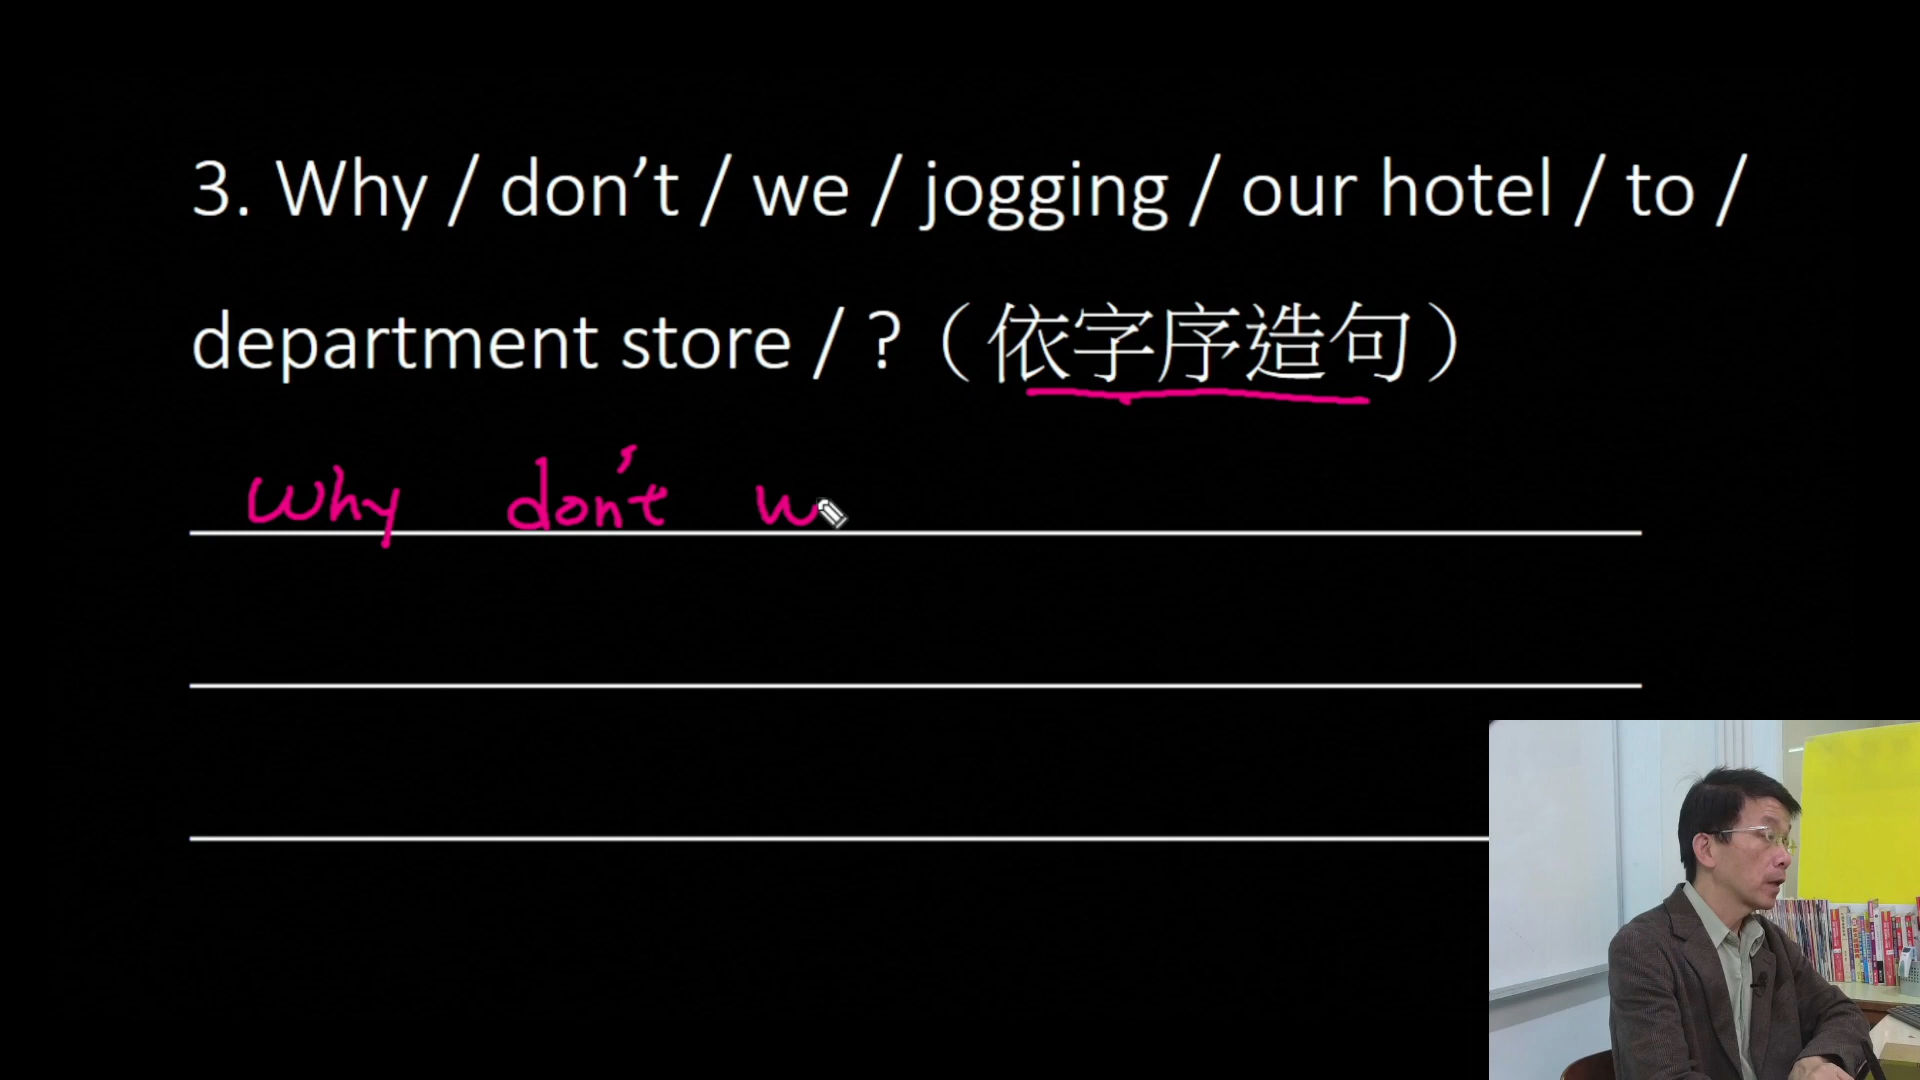 3. Why / don’t / we / jogging / our hotel / to /
department store / ?（依字序造句）
Why don't w